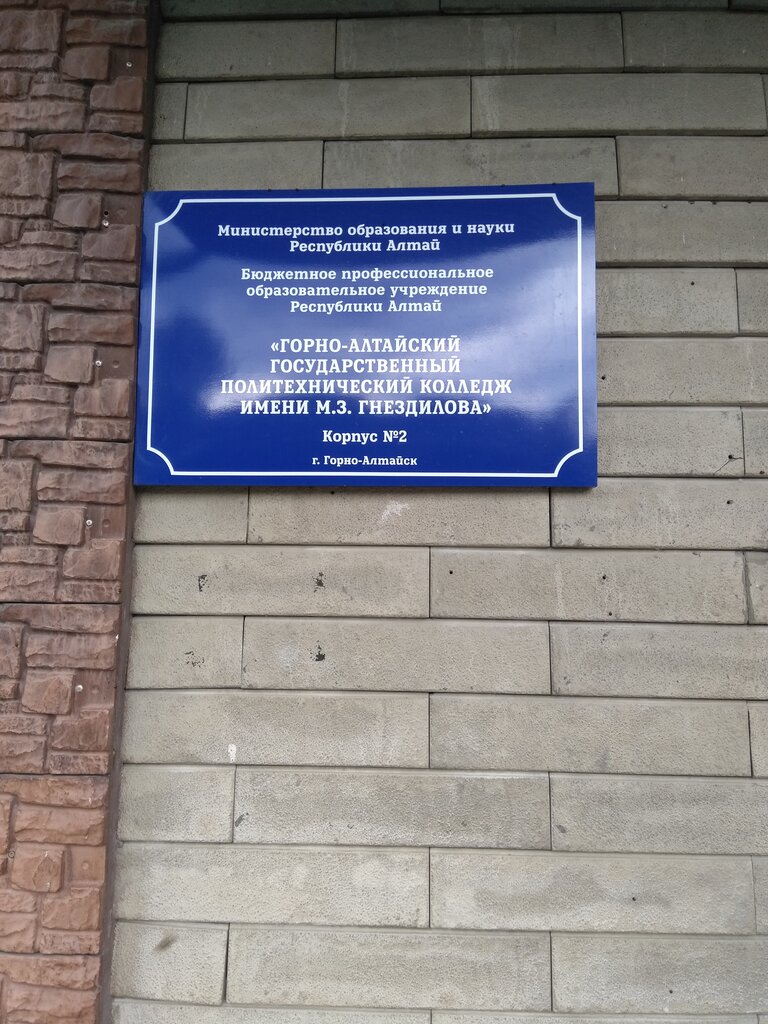 Министерство образования и науки
Республики Алтай
Бюджетное профессиональное
образовательное учреждение
Республики Алтай
«ГОРНО-АЛТАЙСКИЙ
ГОСУДАРСТВЕННЫЙ
ПОЛИТЕХНИЧЕСКИЙ КОЛЛЕДЖ
ИМЕНИ М.З. ГНЕЗДИЛОВА»
Корпус №2
г. Горно-Алтайск